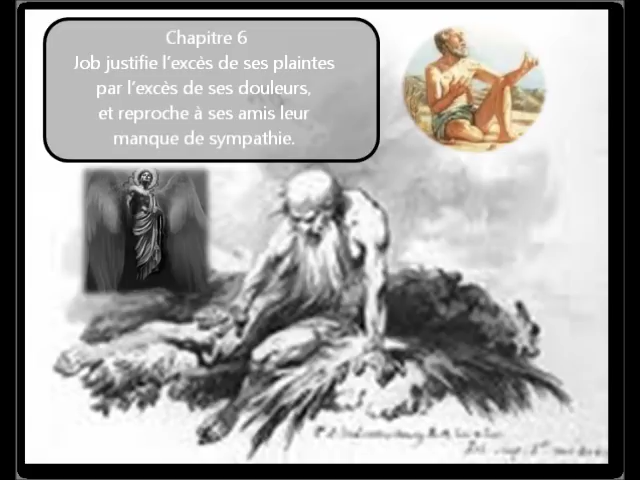 Chapitre 6
Job justifie l'excès de ses plaintes
par l'excès de ses douleurs,
et reproche à ses amis leur
manque de sympathie.